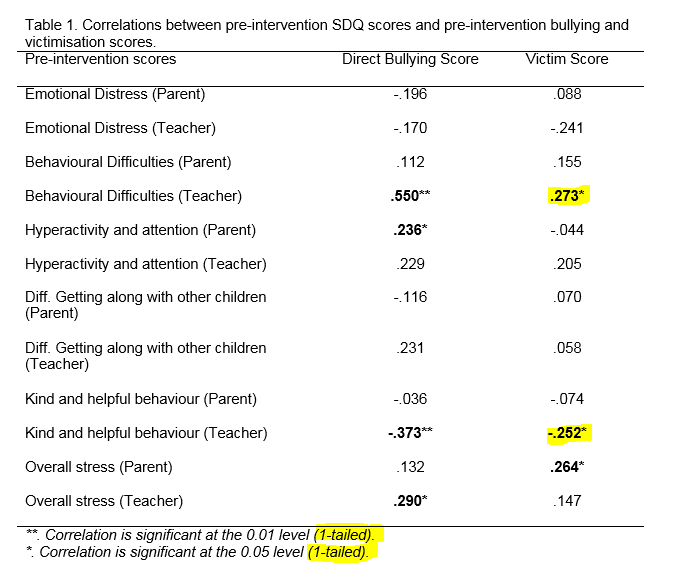 Table 1. Correlations between pre-intervention SDQ scores and pre-intervention bullying and
victimisation scores.
Pre-intervention scores Direct Bullying Score Victim Score
Emotional Distress (Parent) -.196 .088
Emotional Distress (Teacher) -.170 -.241
Behavioural Difficulties (Parent) .112 .155
Behavioural Difficulties (Teacher) .550** .273*
Hyperactivity and attention (Parent) .236* -.044
Hyperactivity and attention (Teacher) .229 .205
Diff. Getting along with other children -.116 .070
(Parent)
Diff. Getting along with other children .231 .058
(Teacher)
Kind and helpful behaviour (Parent) -.036 -.074
Kind and helpful behaviour (Teacher) -.373** -.252*
Overall stress (Parent) .132 .264*
Overall stress (Teacher) .290* .147
**. Correlation is significant at the 0.01 level (1-tailed).
*. Correlation is significant at the 0.05 level (1-tailed).